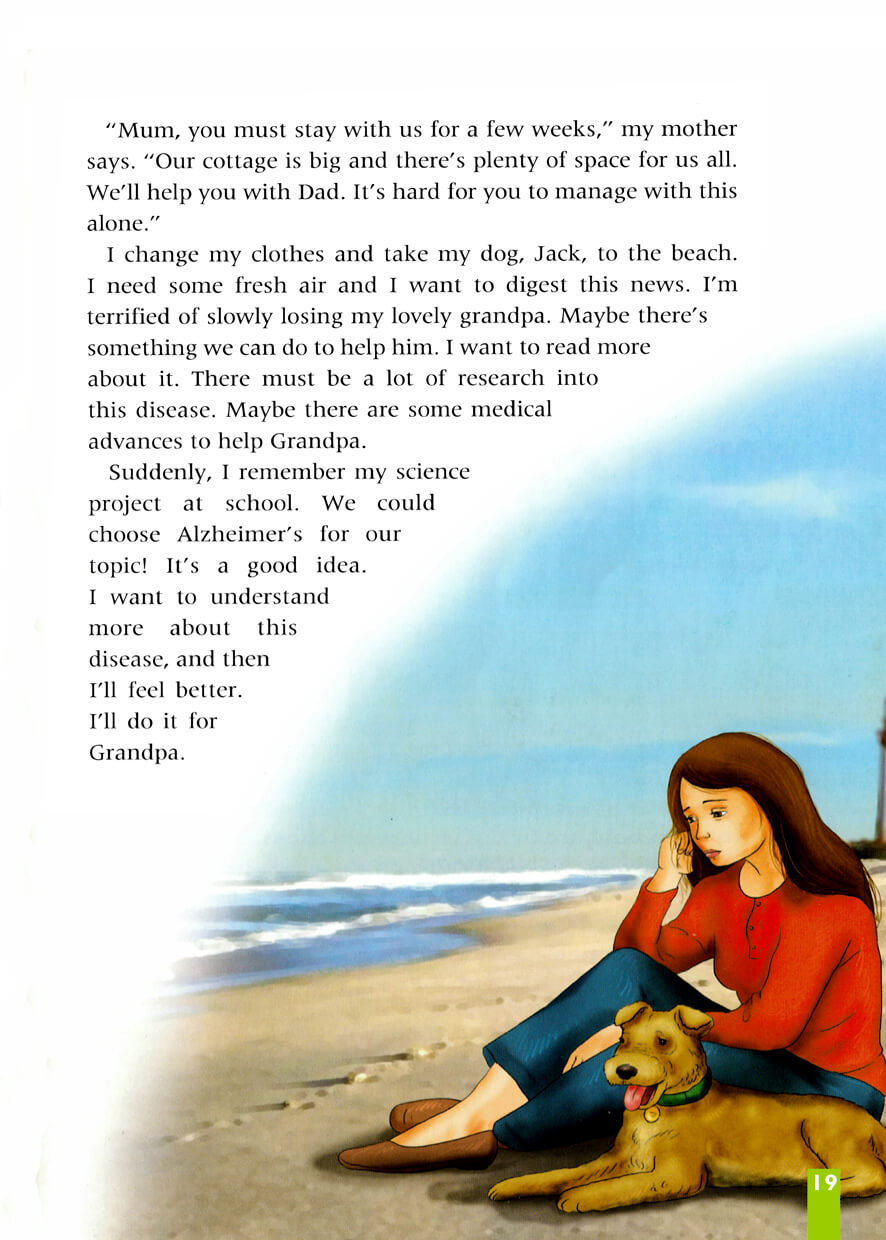 “Mum, you must stay with us for a few weeks,” my mother
says. “Our cottage is big and there’s plenty of space for us all.
We’ll help you with Dad. It’s hard for you to manage with this
alone.”
I change my clothes and take my dog, Jack, to the beach.
I need some fresh air and I want to digest this news. I’m
terrified of slowly losing my lovely grandpa. Maybe there’s
something we can do to help him. I want to read more
about it. There must be a lot of research into
this disease. Maybe there are some medical
advances to help Grandpa.
Suddenly, I remember my science
project at school. We could
choose Alzheimer’s for our
topic! It’s a good idea.
I want to understand
more about this
disease, and then
I’ll feel better.
I’ll do it for
Grandpa.
19